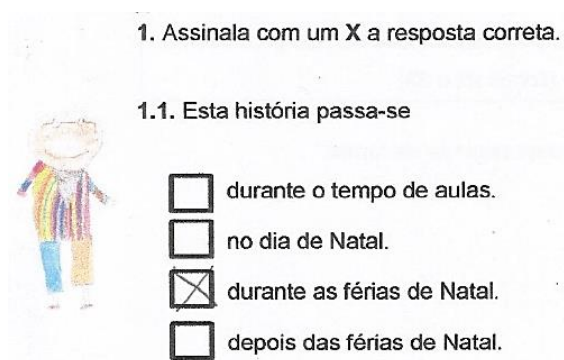 1. Assinala com um X a resposta correta.
1.1. Esta história passa-se
durante o tempo de aulas.
no dia de Natal.
X durante as férias de Natal.
depois das férias de Natal.